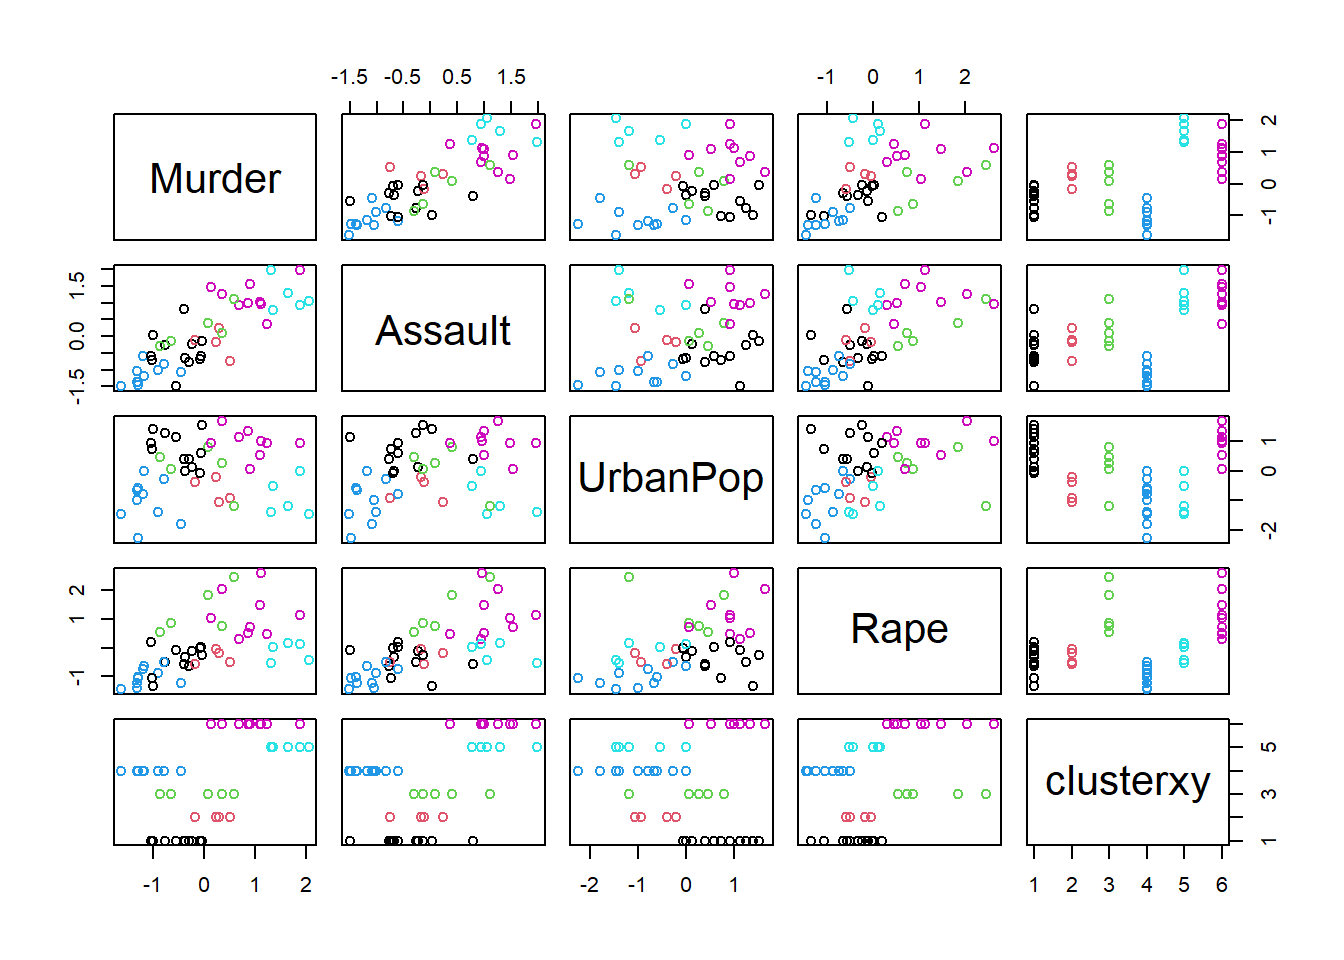 -1.5 -0.5 0.5 1.5
-1 0 2
Murder
-1 0 1 2
-1.5 0.0 1.5
Assault
UrbanPop
-2 0 1
-1 1 2
Rape
clusterxy
1 3 5
-1 0 1 2
-2 -1 0 1
1 2 3 4 5 6